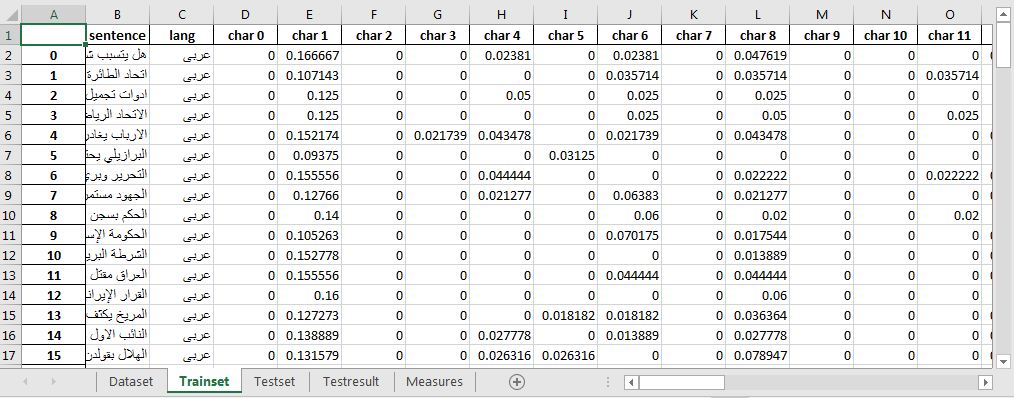 A B C D E F G H I J K L M N O
1 sentence lang char 0 char 1 char 2 char 3 char 4 char 5 char 6 char 7 char 8 char 9 char 10 char 11
2 0 هل يتسبب عربي 0 0.166667 0 0 0.02381 0 0.02381 0 0.047619 0 0 0
3 1 اتحاد الطائرة عربي 0 0.107143 0 0 0 0 0.035714 0 0.035714 0 0 0.035714
4 2 ادوات تجميل عربي 0 0.125 0 0 0.05 0 0.025 0 0.025 0 0 0
5 3 الاتحاد الرياض عربي 0 0.125 0 0 0 0 0.025 0 0.05 0 0 0.025
6 4 الارباب يغادر عربي 0 0.152174 0 0.021739 0.043478 0 0.021739 0 0.043478 0 0 0
7 5 البرازيلي يح عربي 0 0.09375 0 0 0 0.03125 0 0 0 0 0 0
8 6 التحرير وبري عربي 0 0.155556 0 0 0.044444 0 0 0 0.022222 0 0 0.022222
9 7 الجهود مستمر عربي 0 0.12766 0 0 0.021277 0 0.06383 0 0.021277 0 0 0
10 8 الحكم بسجن عربي 0 0.14 0 0 0 0 0.06 0 0.02 0 0 0.02
11 9 الحكومة الإس عربي 0 0.105263 0 0 0 0 0.070175 0 0.017544 0 0 0
12 10 الشرطة البري عربي 0 0.152778 0 0 0 0 0 0 0.013889 0 0 0
13 11 العراق مقتل عربي 0 0.155556 0 0 0 0 0.044444 0 0.044444 0 0 0
14 12 القرار الإيران عربي 0 0.16 0 0 0 0 0 0 0.06 0 0 0
15 13 المريخ يكثف عربي 0 0.127273 0 0 0 0.018182 0.018182 0 0.036364 0 0 0
16 14 النائب الاول عربي 0 0.138889 0 0 0.027778 0 0.013889 0 0.027778 0 0 0
17 15 الهلال بقولدن عربي 0 0.131579 0 0 0.026316 0.026316 0 0 0.078947 0 0 0
Dataset Trainset Testset Testresult Measures